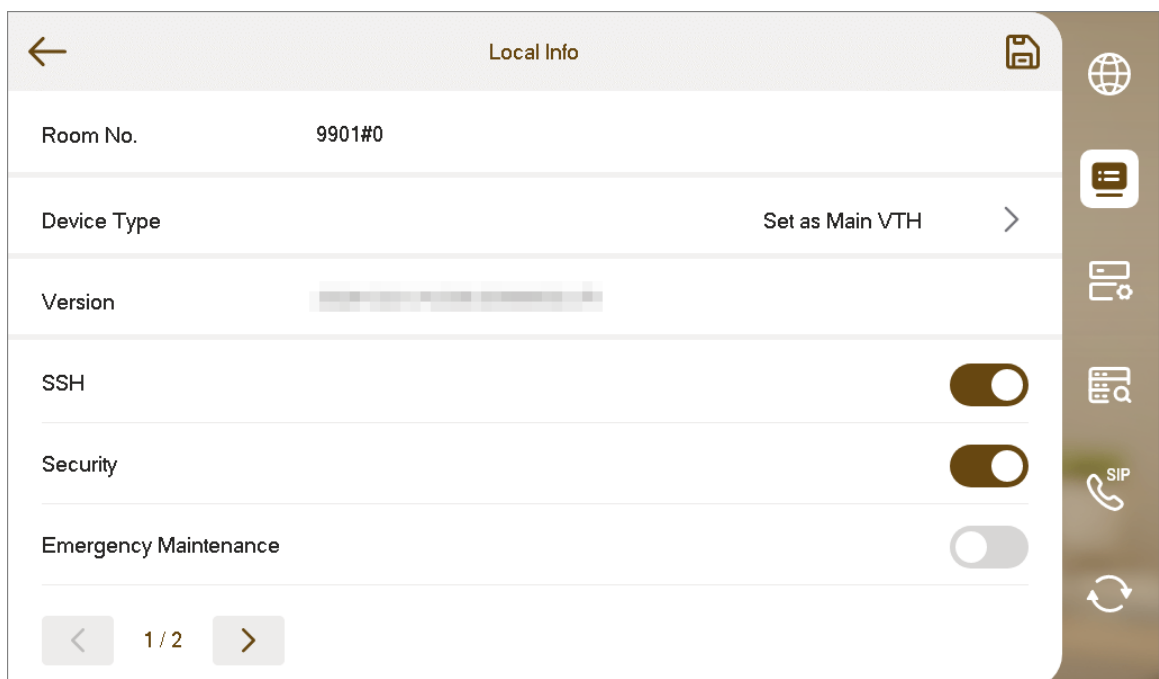 Local Info
Room No. 9901#0
Device Type Set as Main VTH
Version
SSH
Security
SIP
Emergency Maintenance
1 / 2